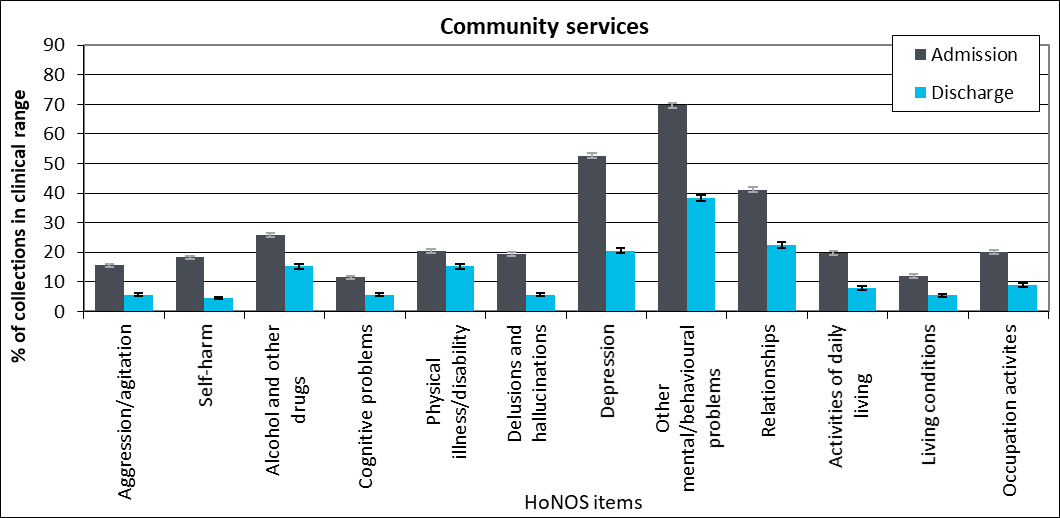 Community services
% of collections in clinical range
90
80
70
60
50
40
30
20
10
0
Admission
Discharge
Aggression/agitation
Self-harm
Alcohol and other
drugs
Cognitive problems
Physical
illness/disability
Delusions and
hallucinations
Depression
Other
mental/behavioural
problems
Relationships
Activities of daily
living
Living conditions
Occupation activites
HoNOS items